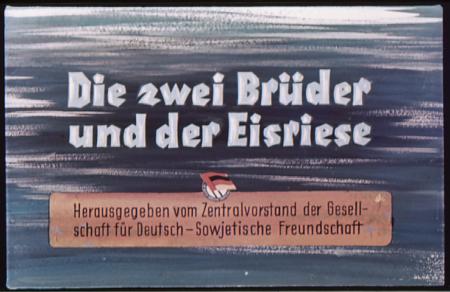 Die zwei Brüder
und der Eisriese
Herausgegeben vom Zentralvorstand der Gesell-
schaft für Deutsch-Sowjetische Freundschaft